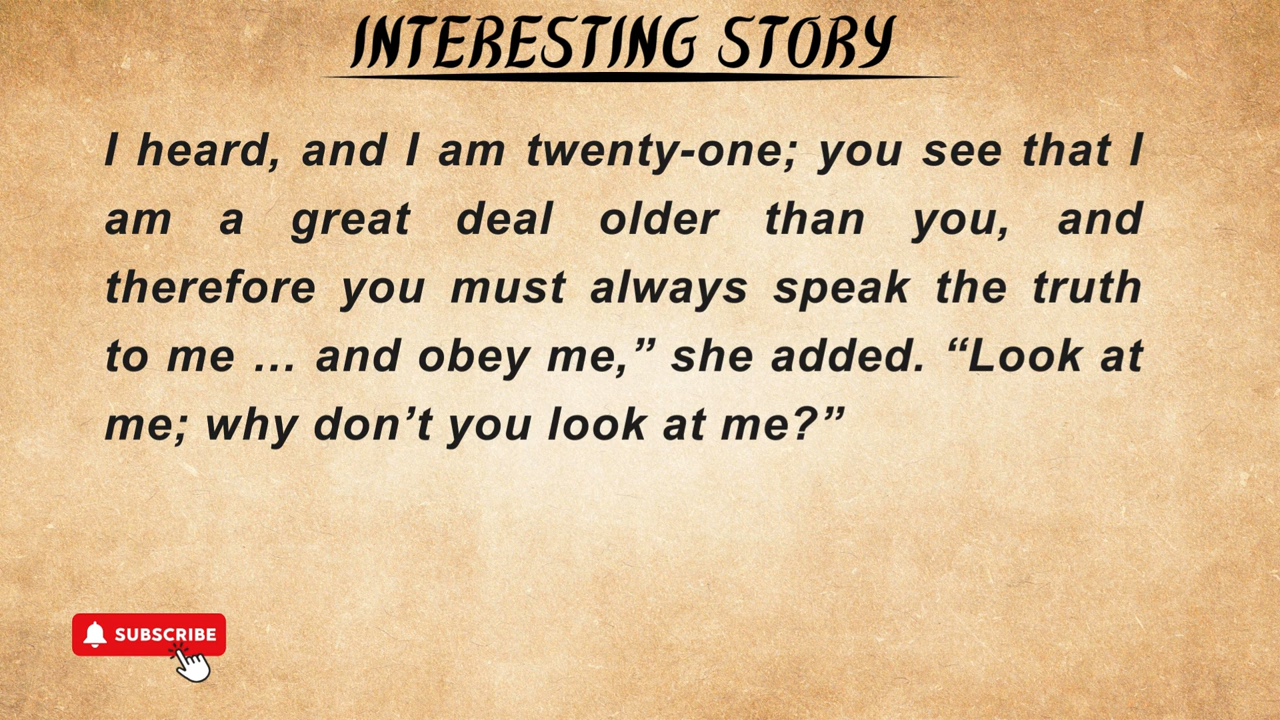 INTERESTING STORY
I heard, and I am twenty-one; you see that I
am a great deal older than you, and
therefore you must always speak the truth
to me … and obey me,” she added. “Look at
me; why don’t you look at me?”
SUBSCRIBE